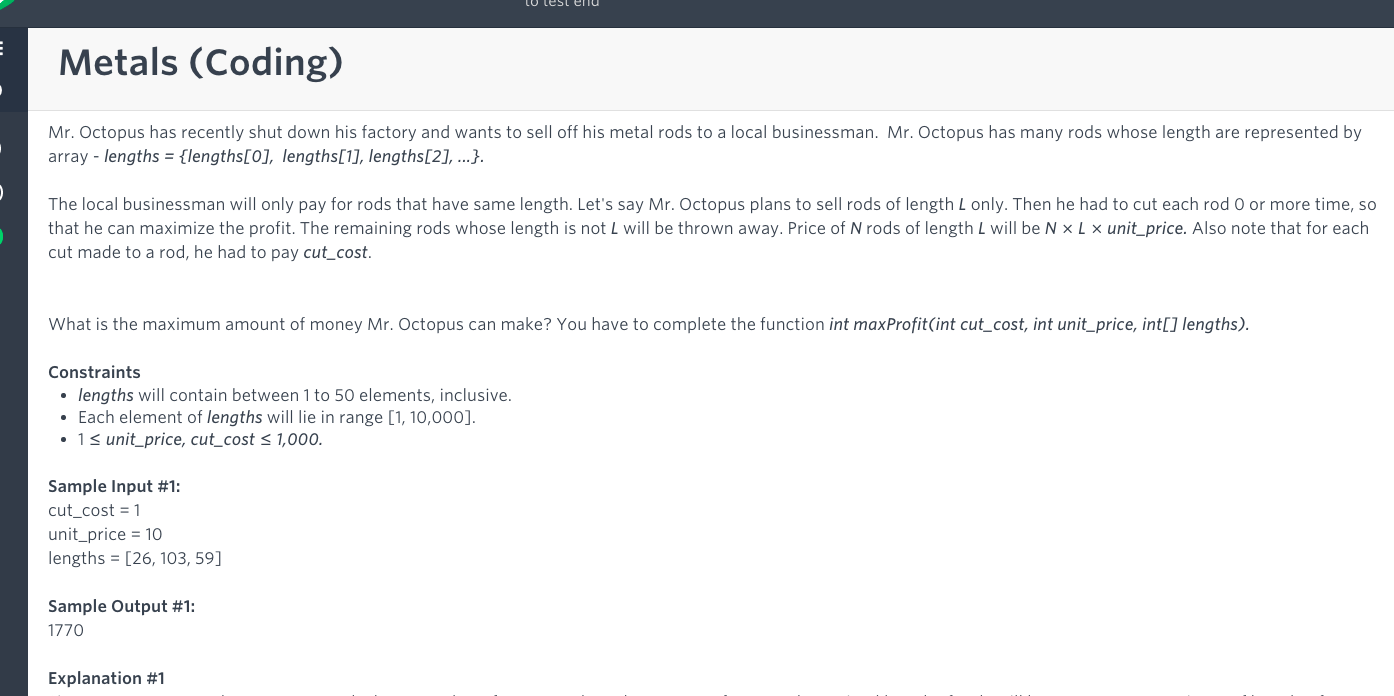 to test end
Metals (Coding)
Mr. Octopus has recently shut down his factory and wants to sell off his metal rods to a local businessman.  Mr. Octopus has many rods whose length are represented by
array - lengths = {lengths[0],  lengths[1], lengths[2], ...}.
The local businessman will only pay for rods that have same length. Let's say Mr. Octopus plans to sell rods of length L only. Then he had to cut each rod 0 or more time, so
that he can maximize the profit. The remaining rods whose length is not L will be thrown away. Price of N rods of length L will be N × L × unit_price. Also note that for each
cut made to a rod, he had to pay cut_cost.
What is the maximum amount of money Mr. Octopus can make? You have to complete the function int maxProfit(int cut_cost, int unit_price, int[] lengths).
Constraints
• lengths will contain between 1 to 50 elements, inclusive.
• Each element of lengths will lie in range [1, 10,000].
• 1 ≤ unit_price, cut_cost ≤ 1,000.
Sample Input #1:
cut_cost = 1
unit_price = 10
lengths = [26, 103, 59]
Sample Output #1:
1770
Explanation #1